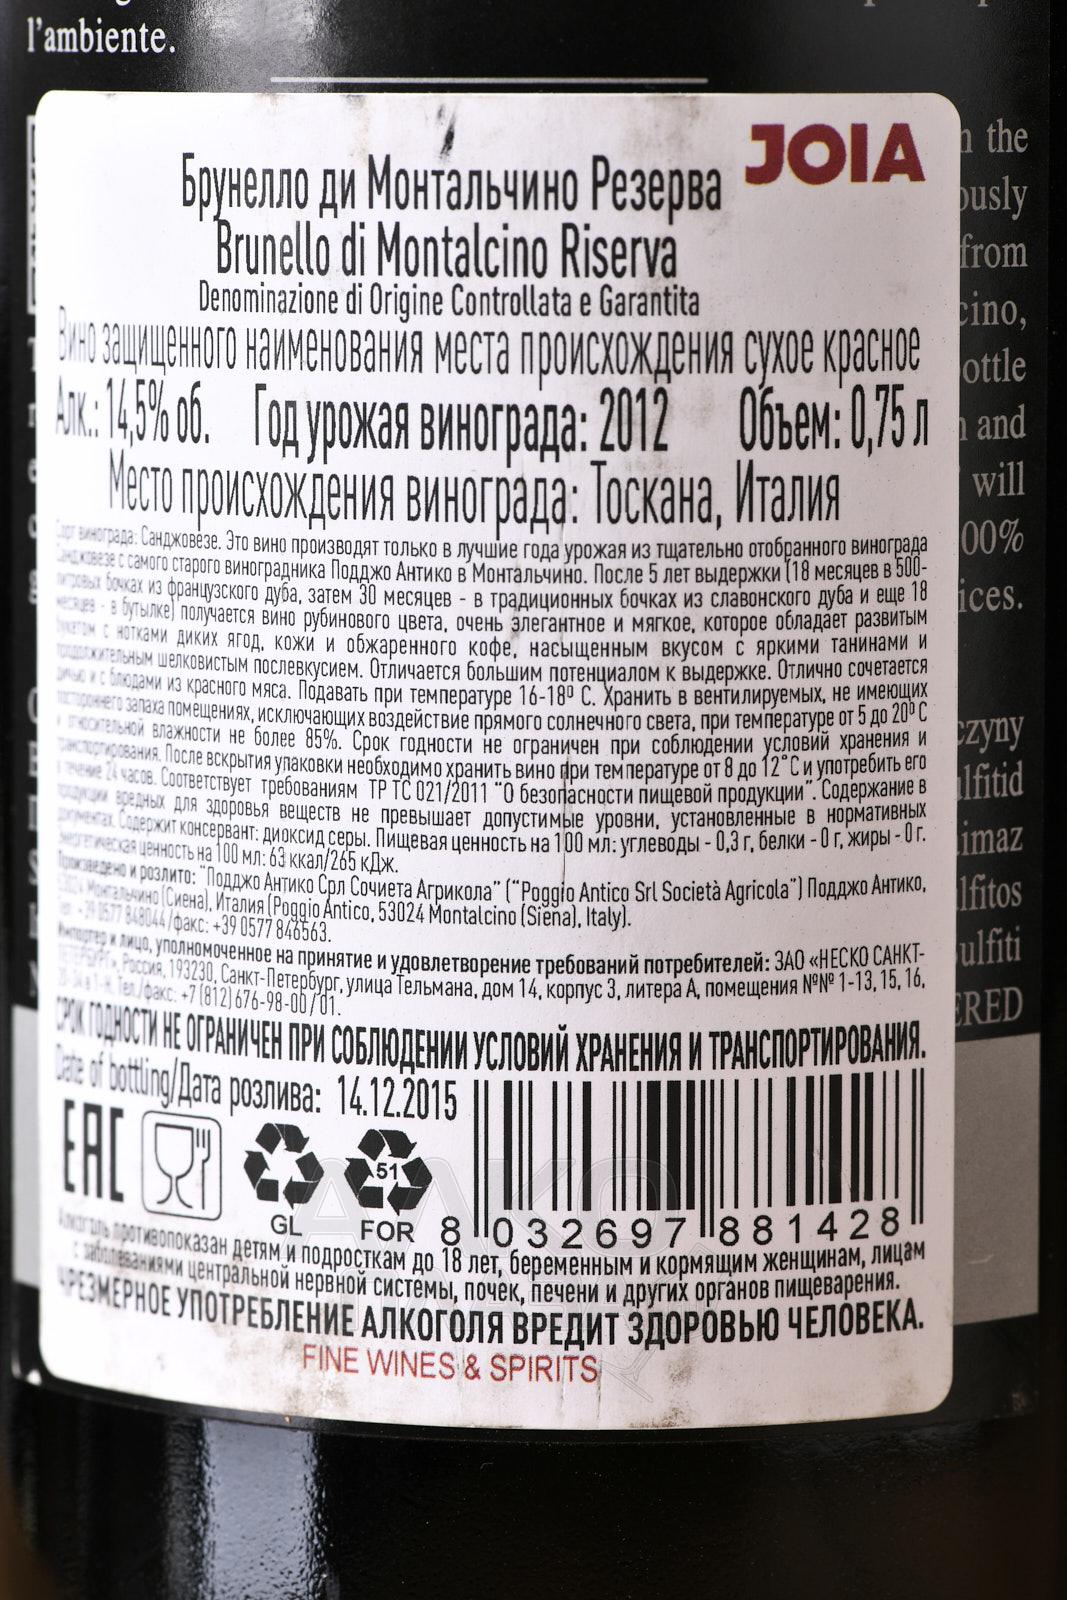 l'ambiente.
JOIA
Брунелло ди Монтальчино Резерва
Brunello di Montalcino Riserva
Denominazione di Origine Controllata e Garantita
Вино защищенного наименования места происхождения сухое красное
Алк.: 14,5% об. Год урожая винограда: 2012 Объем: 0,75 л
Место происхождения винограда: Тоскана, Италия
Сорт винограда: Санджовезе. Это вино производят только в лучшие года урожая из тщательно отобранного винограда
Санджовезе с самого старого виноградника Подджо Антико в Монтальчино. После 5 лет выдержки (18 месяцев в 500-
литровых бочках из французского дуба, затем 30 месяцев - в традиционных бочках из славонского дуба и еще 18
месяцев - в бутылке) получается вино рубинового цвета, очень элегантное и мягкое, которое обладает развитым
букетом с нотками диких ягод, кожи и обжаренного кофе, насыщенным вкусом с яркими танинами и
продолжительным шелковистым послевкусием. Отличается большим потенциалом к выдержке. Отлично сочетается
дичью и с блюдами из красного мяса. Подавать при температуре 16-18⁰ С. Хранить в вентилируемых, не имеющих
постороннего запаха помещениях, исключающих воздействие прямого солнечного света, при температуре от 5 до 20⁰ С
и относительной влажности не более 85%. Срок годности не ограничен при соблюдении условий хранения и
транспортирования. После вскрытия упаковки необходимо хранить вино при температуре от 8 до 12˚С и употребить его
в течение 24 часов. Соответствует требованиям ТР ТС 021/2011 "О безопасности пищевой продукции". Содержание в
продукции вредных для здоровья веществ не превышает допустимые уровни, установленные в нормативных
документах. Содержит консервант: диоксид серы. Пищевая ценность на 100 мл: углеводы - 0,3 г, белки - 0 г, жиры - 0 г.
Энергетическая ценность на 100 мл: 63 ккал/265 кДж.
Произведено и розлито: "Подджо Антико Срл Сочиета Агрикола" ("Poggio Antico Srl Società Agricola") Подджо Антико,
53024 Монтальчино (Сиена), Италия (Poggio Antico, 53024 Montalcino (Siena), Italy).
Тел.: +39 0577 848044/факс: +39 0577 846563.
Импортер и лицо, уполномоченное на принятие и удовлетворение требований потребителей: ЗАО «НЕСКО САНКТ-
ПЕТЕРБУРГ», Россия, 193230, Санкт-Петербург, улица Тельмана, дом 14, корпус 3, литера А, помещения №№ 1-13, 15, 16,
1-Н. Тел./факс: +7 (812) 676-98-00/01.
СРОК ГОДНОСТИ НЕ ОГРАНИЧЕН ПРИ СОБЛЮДЕНИИ УСЛОВИЙ ХРАНЕНИЯ И ТРАНСПОРТИРОВАНИЯ.
Date of bottling/Дата розлива: 14.12.2015
EAC
51
GL FOR 8 032697 881428
Алкоголь противопоказан детям и подросткам до 18 лет, беременным и кормящим женщинам, лицам
с заболеваниями центральной нервной системы, почек, печени и других органов пищеварения.
ЧРЕЗМЕРНОЕ УПОТРЕБЛЕНИЕ АЛКОГОЛЯ ВРЕДИТ ЗДОРОВЬЮ ЧЕЛОВЕКА.
FINE WINES & SPIRITS
the
from
and
will